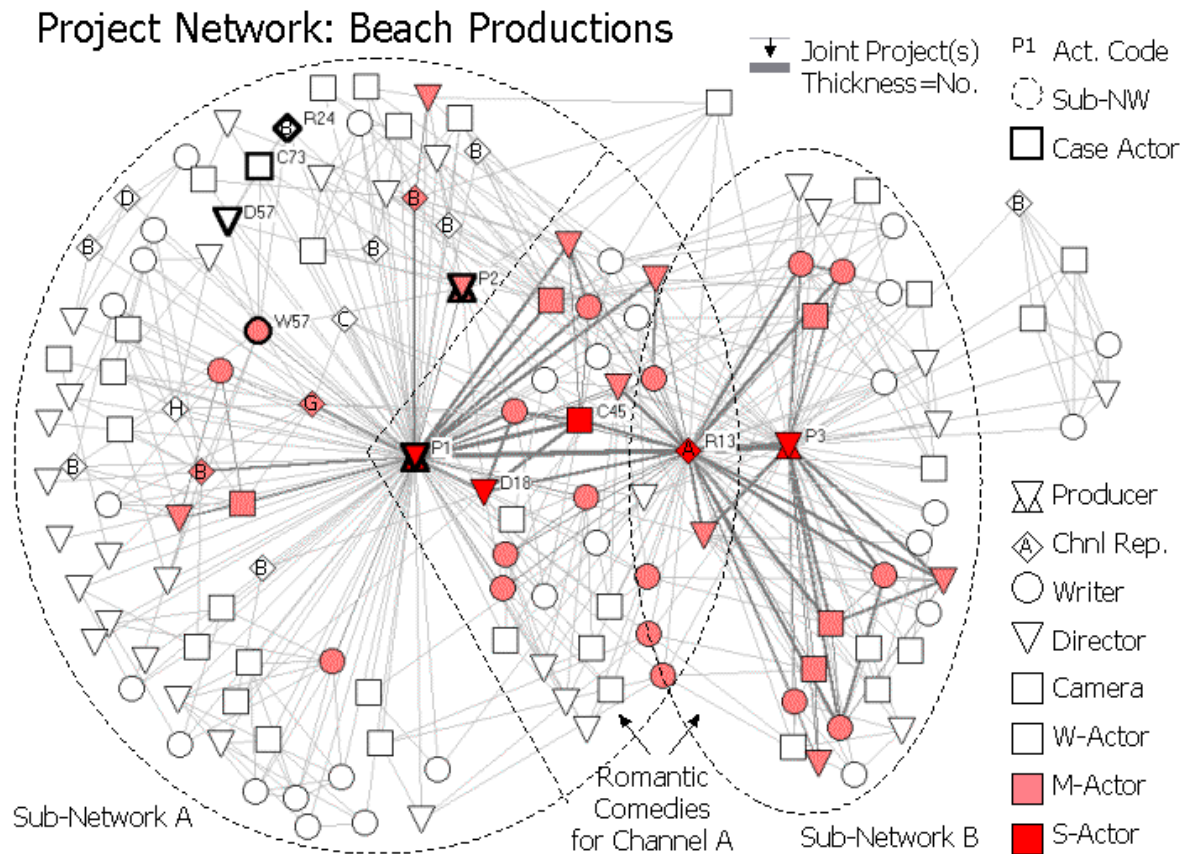 Project Network: Beach Productions
Joint Project(s)
Thickness=No.
P1 Act. Code
Sub-NW
Case Actor
B R24
C73
B
D
B
B
D57
B
B
B
P2
C
W57
G
H
C45
P1
A R13
P3
B
B
D18
B
Producer
A Chnl Rep.
Writer
Director
Camera
W-Actor
M-Actor
S-Actor
Romantic
Comedies
for Channel A
Sub-Network A
Sub-Network B